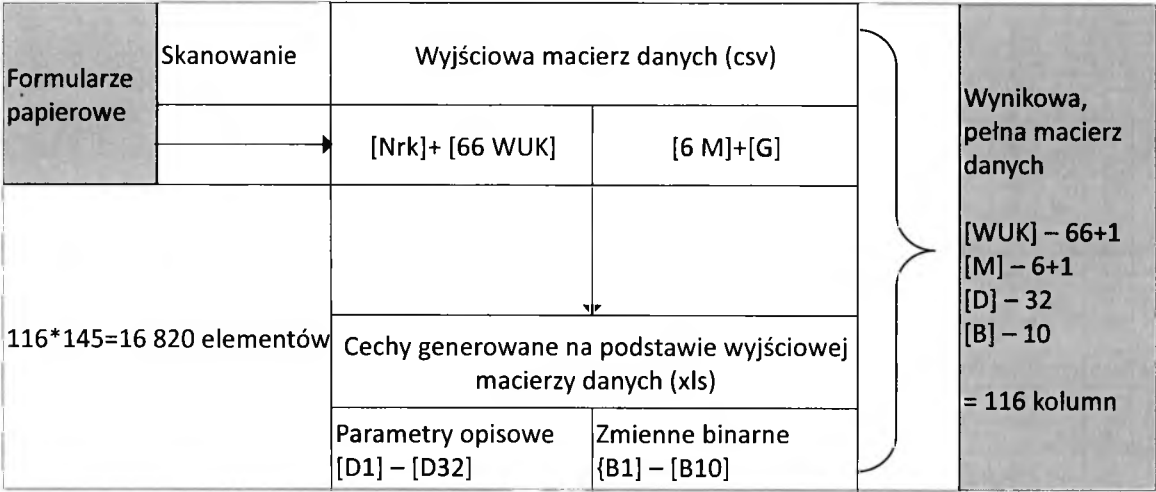 Formularze
papierowe
Skanowanie
Wyjściowa macierz danych (csv)
[Nrk]+ [66 WUK]
[6 M]+[G]
116*145=16 820 elementów
Cechy generowane na podstawie wyjściowej
macierzy danych (xls)
Parametry opisowe
[D1] – [D32]
Zmienne binarne
{B1] – [B10]
Wynikowa,
pełna macierz
danych
[WUK] – 66+1
[M] – 6+1
[D] – 32
[B] – 10
= 116 kolumn